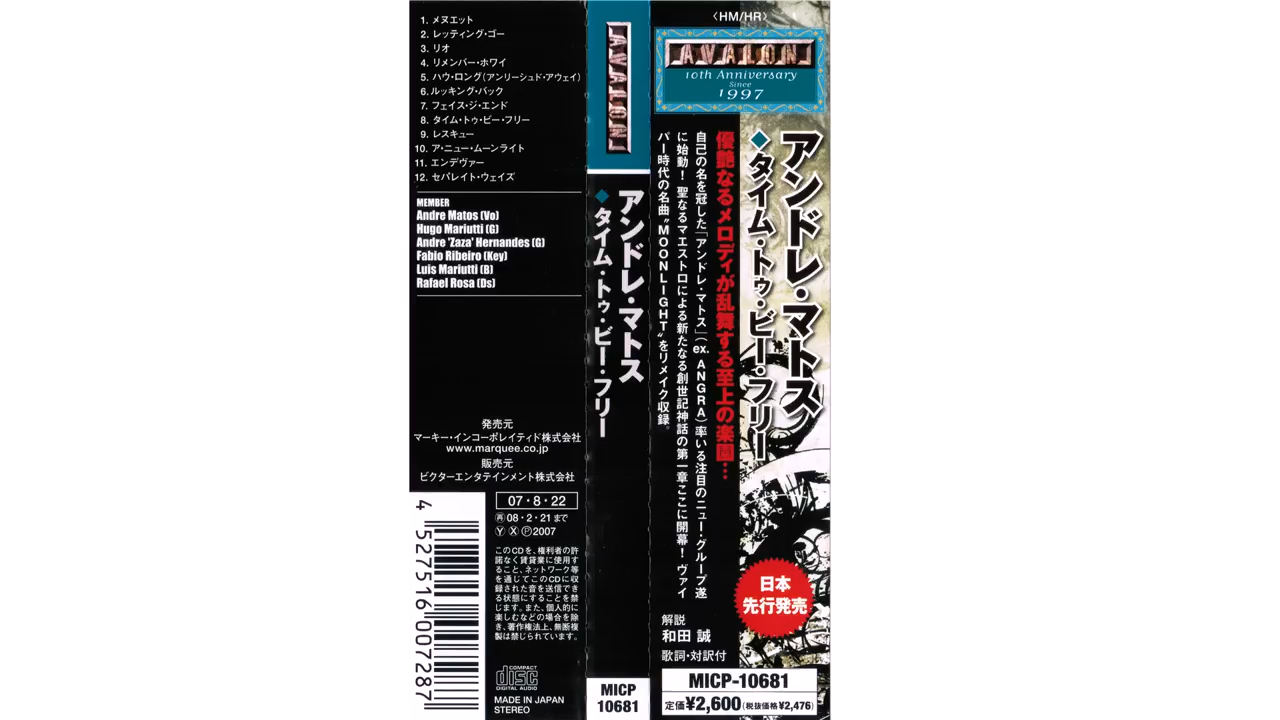 1. メヌエット
2. レッティング・ゴー
3. リオ
4. リメンバー・ホワイ
5. ハウ・ロング(アンリーシュド・アウェイ)
6. ルッキング・バック
7. フェイス・ジ・エンド
8. タイム・トゥ・ビー・フリー
9. レスキュー
10. ア・ニュー・ムーンライト
11. エンデヴァー
12. セパレイト・ウェイズ
MEMBER
Andre Matos (Vo)
Hugo Mariutti (G)
Andre 'Zaza' Hernandes (G)
Fabio Ribeiro (Key)
Luis Mariutti (B)
Rafael Rosa (Ds)
発売元
マーキー・インコーポレイティド株式会社
www.marquee.co.jp
販売元
ビクターエンタテインメント株式会社
07・8・22
再08・2・21まで
Ⓨ Ⓧ Ⓟ2007
このCDを、権利者の許
諾なく賃貸業に使用す
ること、ネットワーク等
を通じてこのCDに収
録された音を送信でき
る状態にすることを禁
じます。また、個人的に
楽しむなどの場合を除
き、著作権法上、無断複
製は禁じられています。
COMPACT
disc
DIGITAL AUDIO
MADE IN JAPAN
STEREO
4 527516 007287
AVALON
アンドレ・マトス
◆タイム・トゥ・ビー・フリー
MICP
10681
〈HM/HR〉
AVALON
10th Anniversary
Since
1997
アンドレ・マトス
◆タイム・トゥ・ビー・フリー
優艶なるメロディが乱舞する至上の楽園…
自己の名を冠した「アンドレ・マトス」(ex. ANGRA)率いる注目のニュー・グループ遂
に始動! 聖なるマエストロによる新たなる創世記神話の第一章ここに開幕! ヴァイ
パー時代の名曲“MOONLIGHT”をリメイク収録。
解説
和田 誠
歌詞・対訳付
日本
先行発売
MICP-10681
定価¥2,600(税抜価格¥2,476)